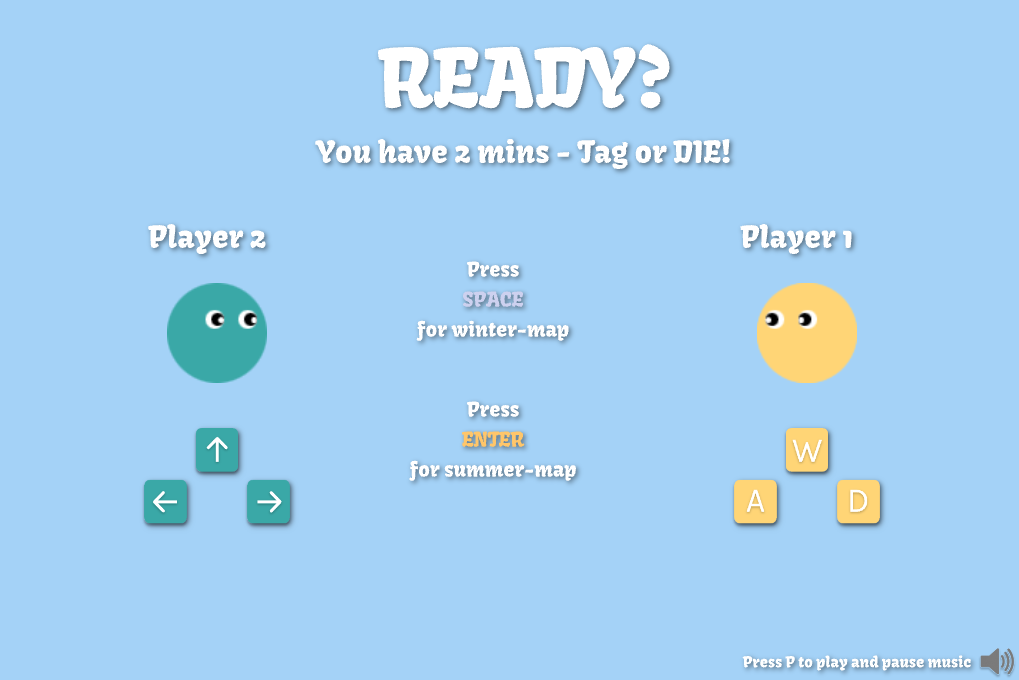 READY?
You have 2 mins - Tag or DIE!
Player 2
Player 1
Press
SPACE
for winter-map
Press
ENTER
for summer-map
↑
← →
W
A D
Press P to play and pause music